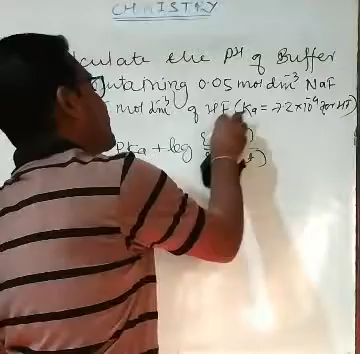 CHEMISTRY
culate the PH of Buffer
ntaining 0.05 mol dm⁻³ NaF
mol dm⁻³ of HF (Ka = 7.2 × 10⁻⁴ for HF)
PKa + log